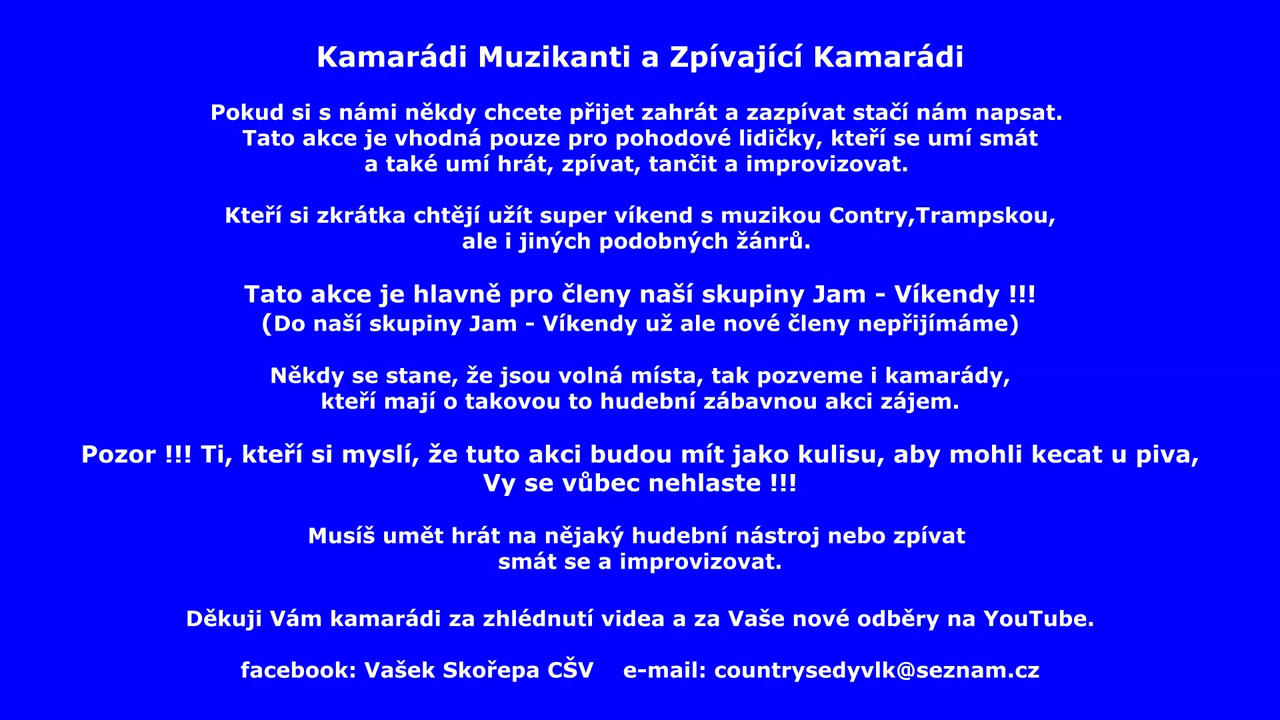 Kamarádi Muzikanti a Zpívající Kamarádi
Pokud si s námi někdy chcete přijet zahrát a zazpívat stačí nám napsat.
Tato akce je vhodná pouze pro pohodové lidičky, kteří se umí smát
a také umí hrát, zpívat, tančit a improvizovat.
Kteří si zkrátka chtějí užít super víkend s muzikou Contry,Trampskou,
ale i jiných podobných žánrů.
Tato akce je hlavně pro členy naší skupiny Jam - Víkendy !!!
(Do naší skupiny Jam - Víkendy už ale nové členy nepřijímáme)
Někdy se stane, že jsou volná místa, tak pozveme i kamarády,
kteří mají o takovou to hudební zábavnou akci zájem.
Pozor !!! Ti, kteří si myslí, že tuto akci budou mít jako kulisu, aby mohli kecat u piva,
Vy se vůbec nehlaste !!!
Musíš umět hrát na nějaký hudební nástroj nebo zpívat
smát se a improvizovat.
Děkuji Vám kamarádi za zhlédnutí videa a za Vaše nové odběry na YouTube.
facebook: Vašek Skořepa CŠV    e-mail: countrysedyvlk@seznam.cz